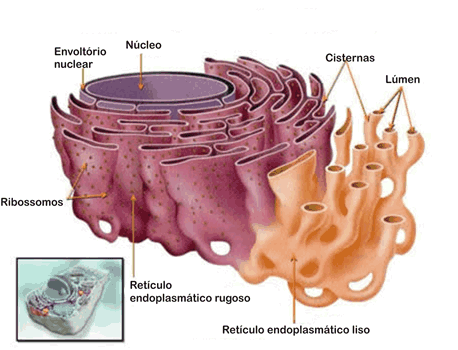 Núcleo
Envoltório
nuclear
Cisternas
Lúmen
Ribossomos
Retículo
endoplasmático rugoso
Retículo endoplasmático liso